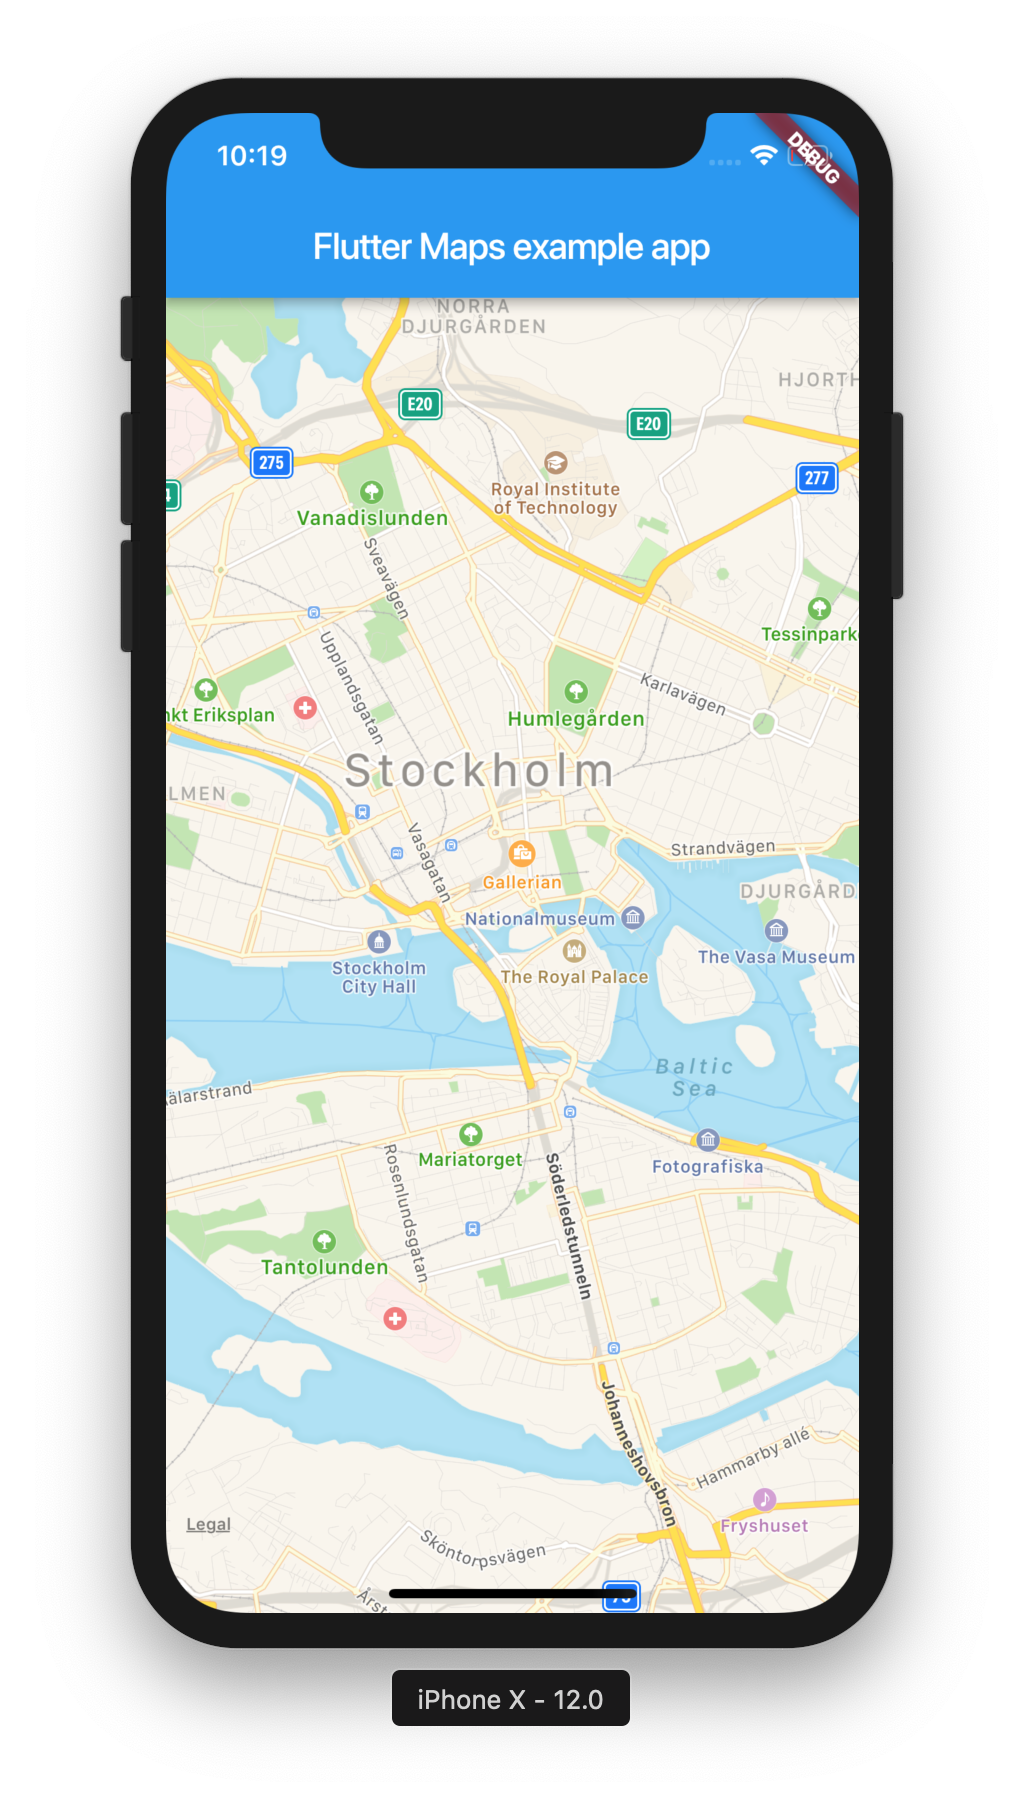 10:19
DEBUG
Flutter Maps example app
NORRA
DJURGÅRDEN
HJORTH
E20
E20
275
277
4
Royal Institute
of Technology
Vanadislunden
Sveavägen
Tessinpark
Upplandsgatan
Karlavägen
nkt Eriksplan
Humlegården
Stockholm
LMEN
Vasagatan
Strandvägen
Gallerian
DJURGÅRD
Nationalmuseum
The Vasa Museum
Stockholm
City Hall
The Royal Palace
Baltic
Sea
älarstrand
Mariatorget
Rosenlundsgatan
Söderledstunneln
Fotografiska
Tantolunden
Johanneshovsbron
Hammarby allé
Legal
Sköntorpsvägen
Fryshuset
Årst
iPhone X - 12.0